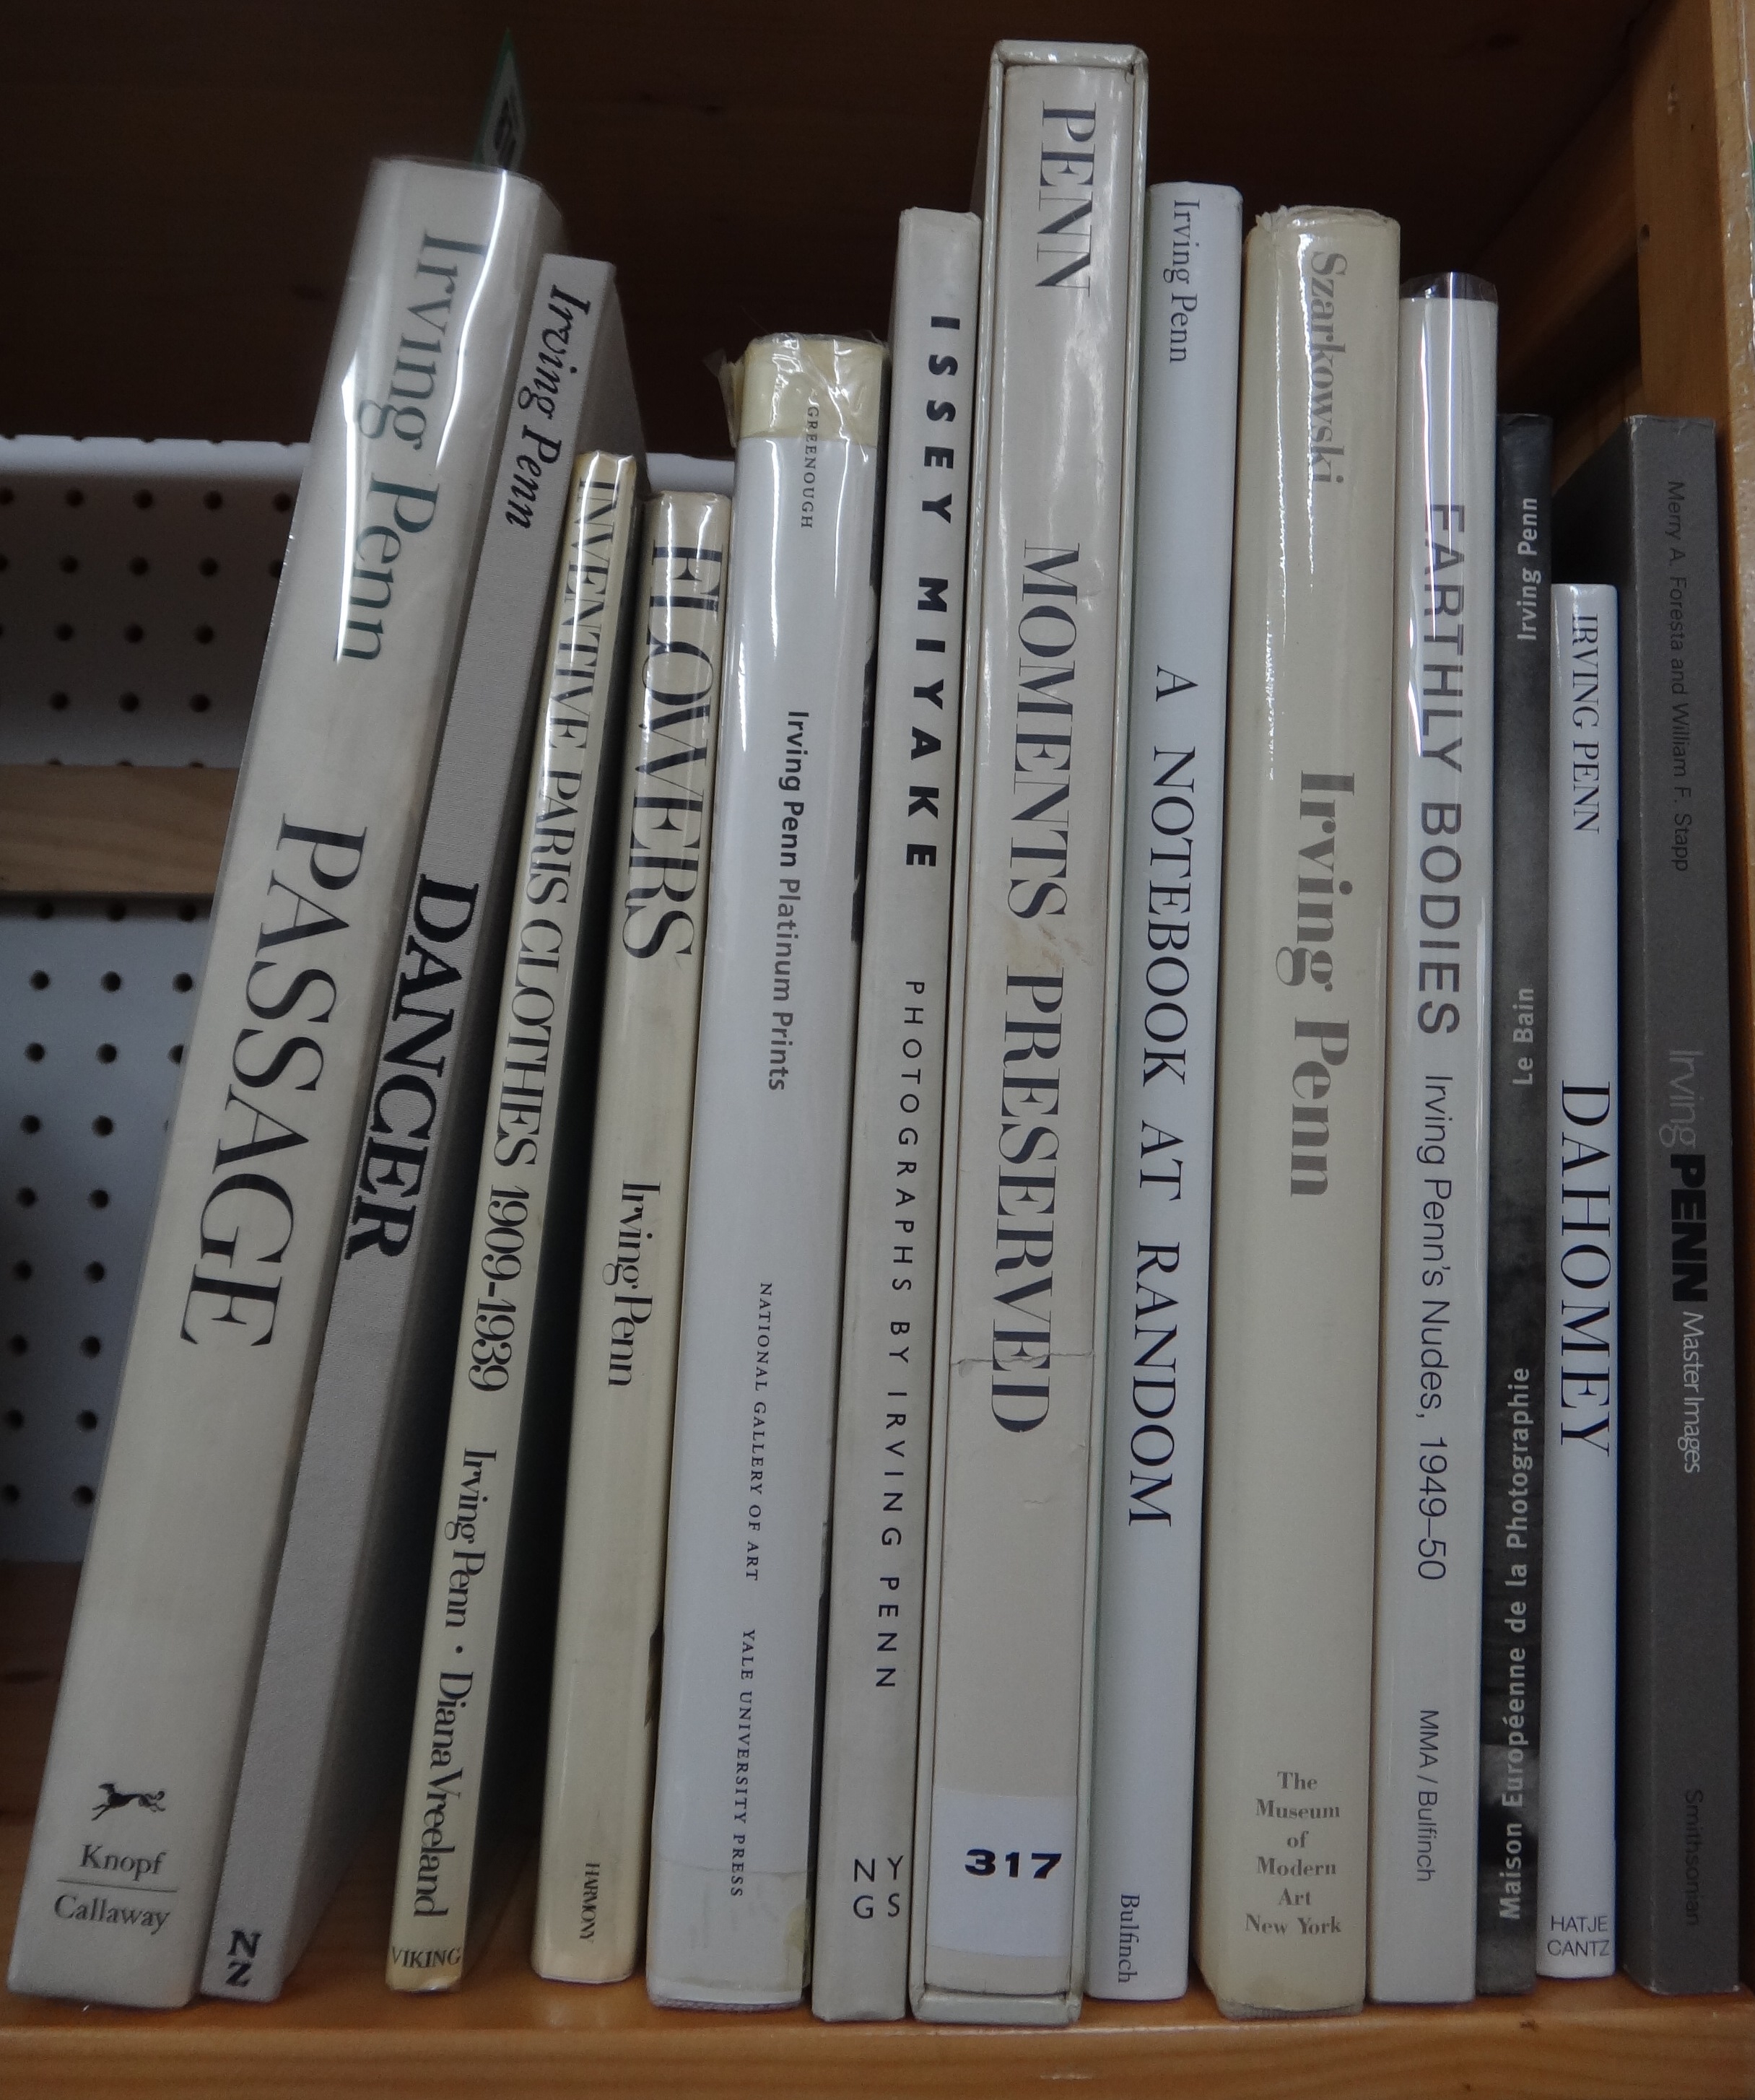 Irving Penn PASSAGE
Knopf
Callaway
Irving Penn DANCER
NZ
INVENTIVE PARIS CLOTHES 1909-1939 Irving Penn · Diana Vreeland
VIKING
FLOWERS Irving Penn HARMONY
GREENOUGH Irving Penn Platinum Prints NATIONAL GALLERY OF ART YALE UNIVERSITY PRESS
ISSEY MIYAKE PHOTOGRAPHS BY IRVING PENN
PENN MOMENTS PRESERVED
317
Irving Penn A NOTEBOOK AT RANDOM Bulfinch
Szarkowski Irving Penn
The
Museum
of
Modern
Art
New York
EARTHLY BODIES Irving Penn's Nudes, 1949–50 MMA / Bulfinch
Maison Européenne de la Photographie Le Bain Irving Penn
IRVING PENN DAHOMEY
HATJE
CANTZ
Merry A. Foresta and William F. Stapp Irving PENN Master Images Smithsonian